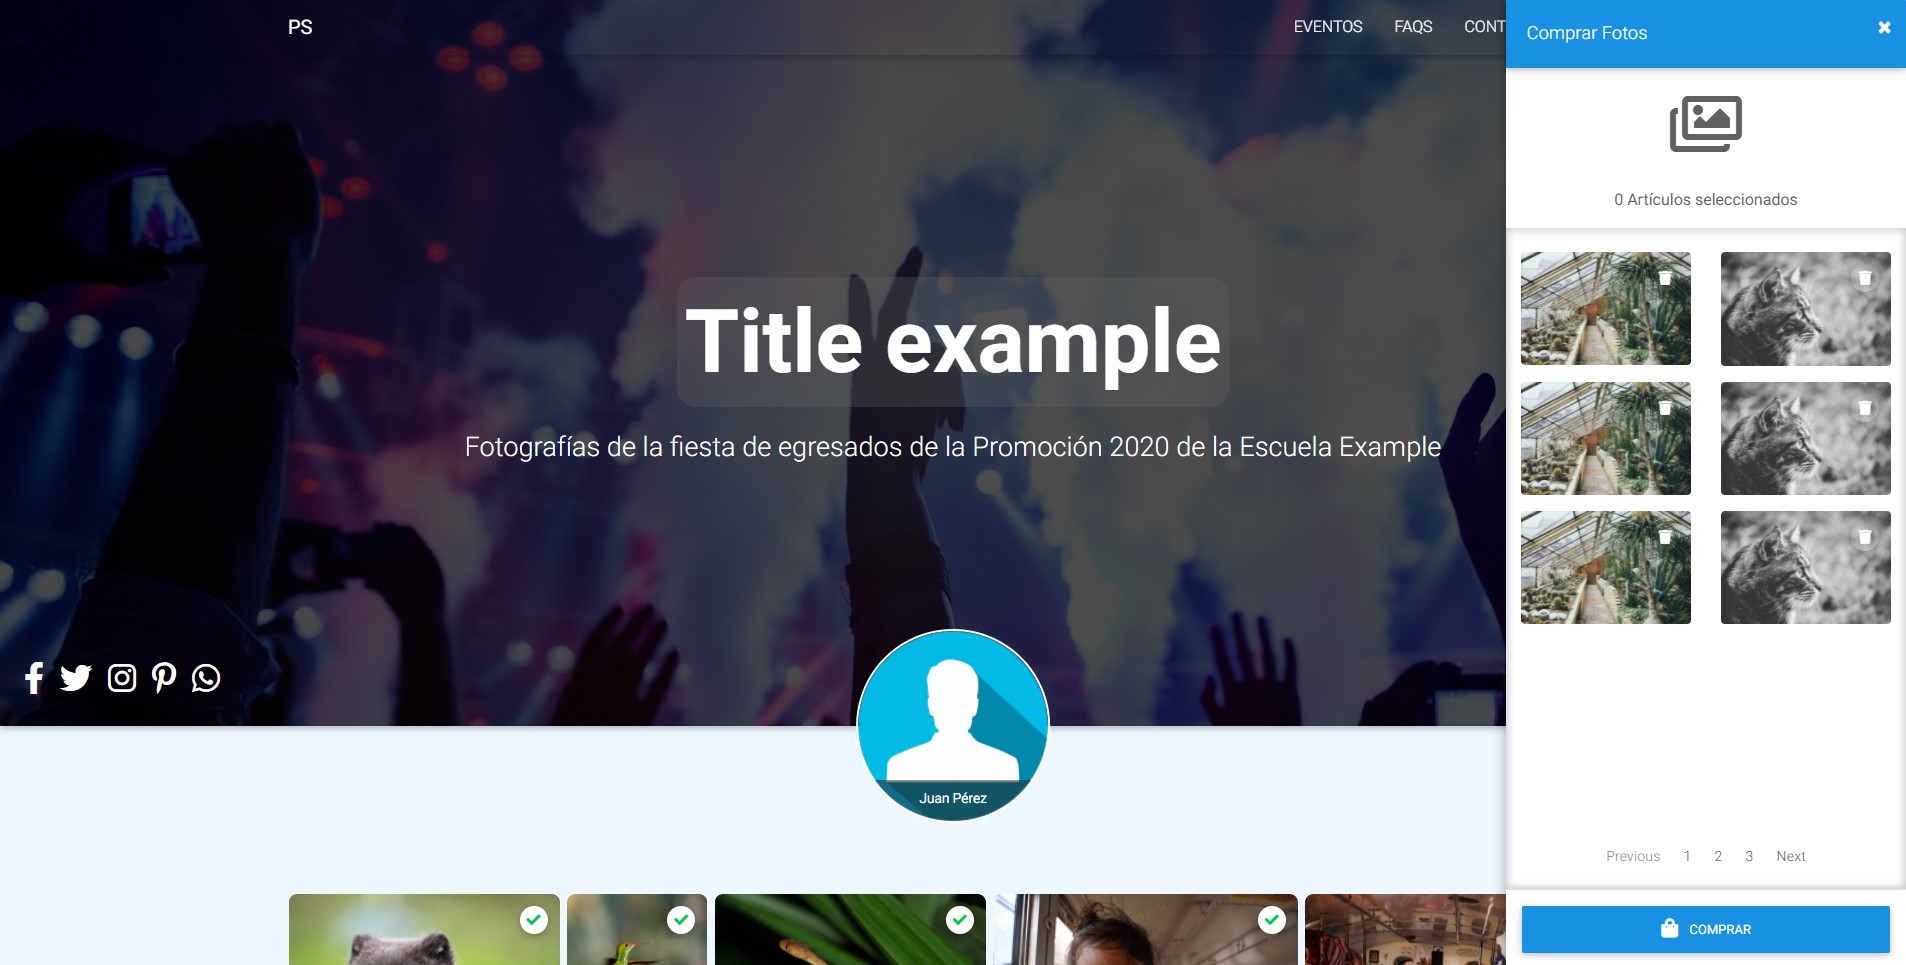 PS
EVENTOS
FAQS
CONT
Title example
Fotografías de la fiesta de egresados de la Promoción 2020 de la Escuela Example
Juan Pérez
Comprar Fotos
0 Artículos seleccionados
Previous 1 2 3 Next
COMPRAR